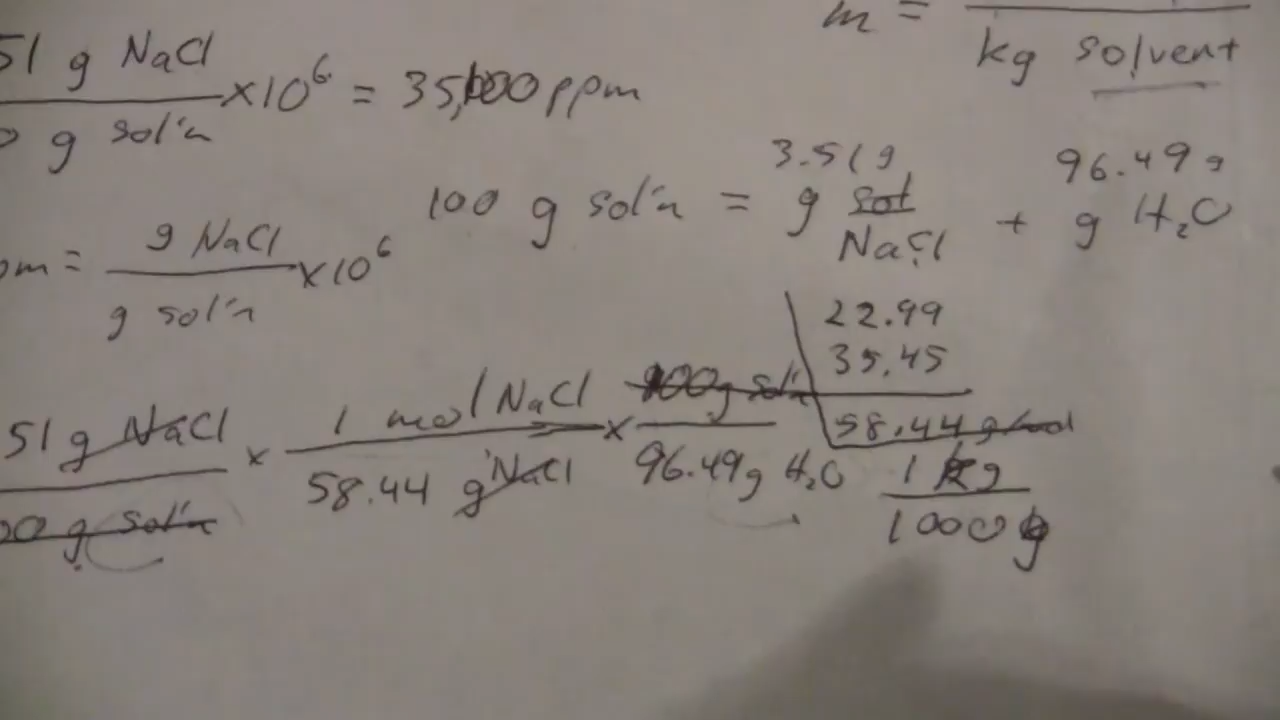 m =
kg solvent
51 g NaCl
g sol'n
×10⁶ = 35,100 ppm
3.51 g
96.49 g
100 g sol'n = g sol + g H₂O
NaCl
m = g NaCl
g sol'n
×10⁶
22.99
35.45
58.44 g/mol
51 g NaCl × 1 mol NaCl × 100 g sol'n
00 g sol'n 58.44 g NaCl 96.49 g H₂O
1 kg
1000 g